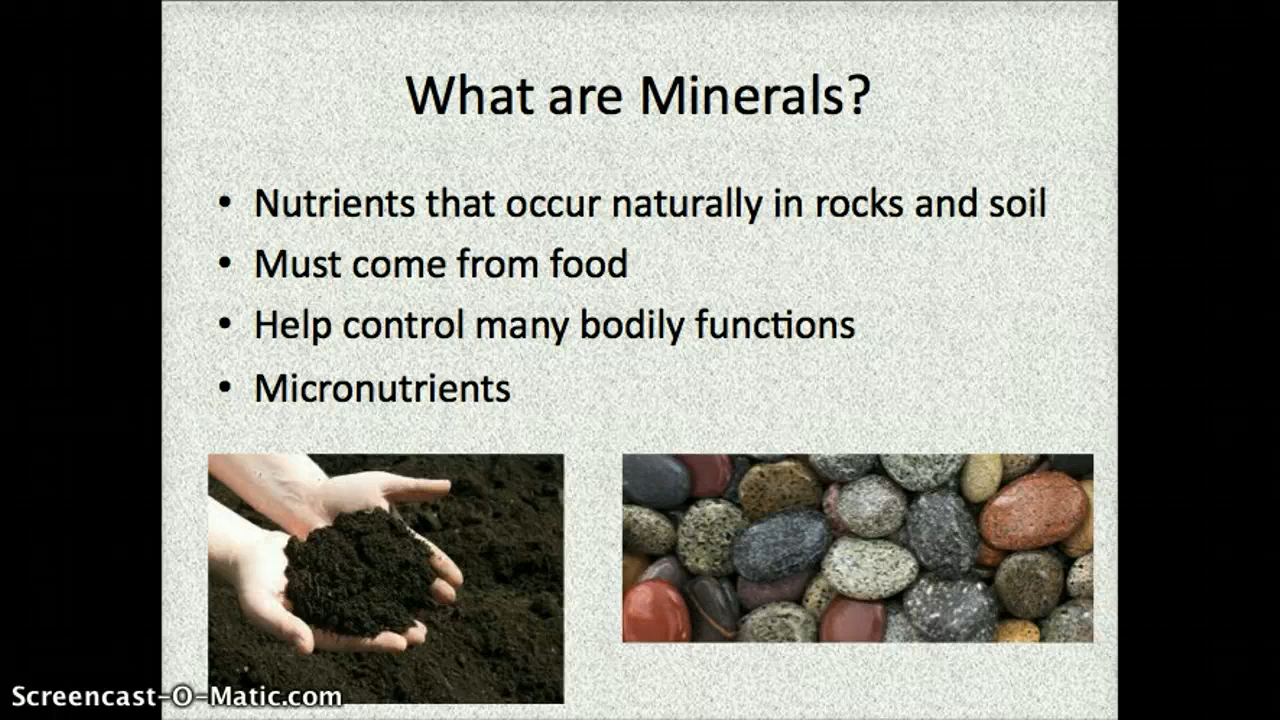 What are Minerals?
• Nutrients that occur naturally in rocks and soil
• Must come from food
• Help control many bodily functions
• Micronutrients
Screencast-O-Matic.com